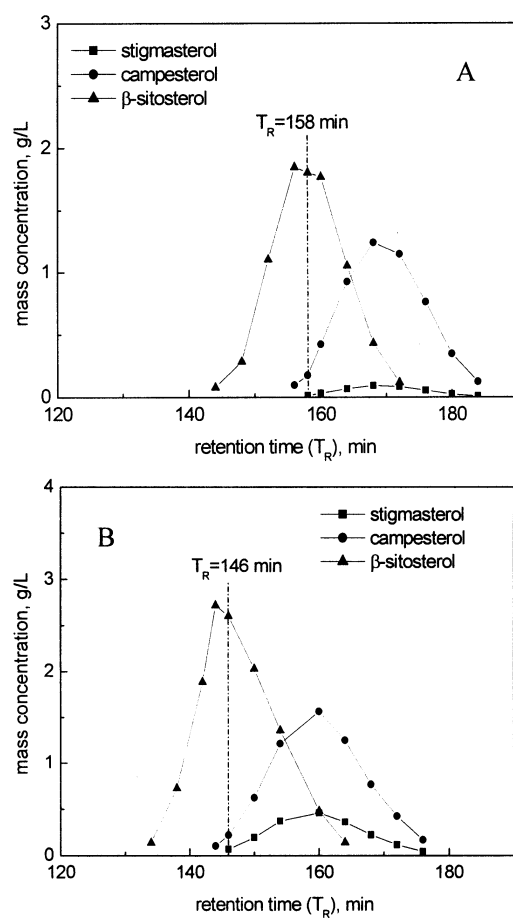 3
stigmasterol
campesterol
β-sitosterol
A
T_R=158 min
2
1
0
mass concentration, g/L
120
140
160
180
retention time (T_R), min
4
stigmasterol
campesterol
β-sitosterol
B
T_R=146 min
3
2
1
0
mass concentration, g/L
120
140
160
180
retention time (T_R), min